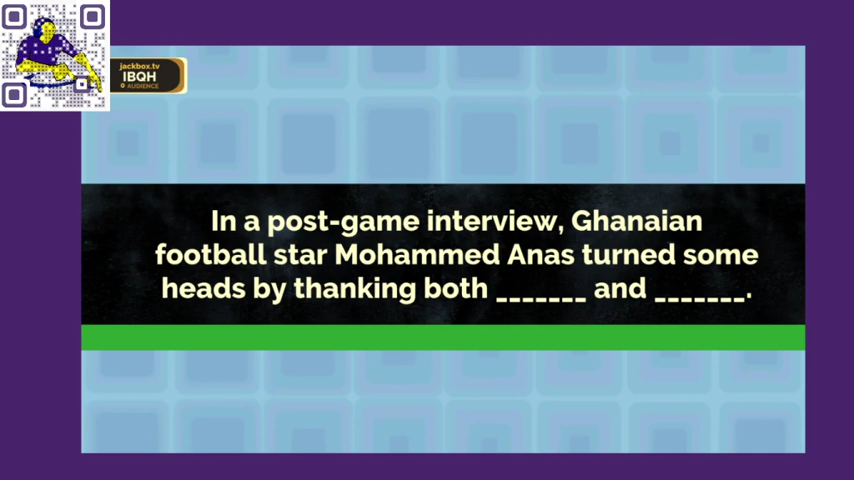 jackbox.tv
IBQH
0 AUDIENCE
In a post-game interview, Ghanaian
football star Mohammed Anas turned some
heads by thanking both _______ and _______.